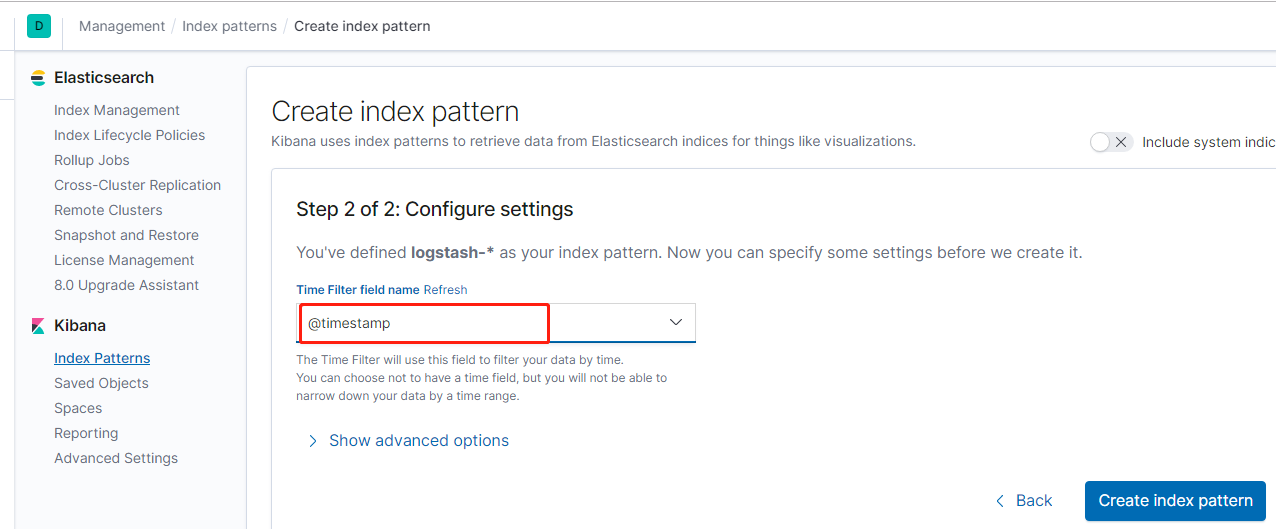 D Management / Index patterns / Create index pattern
Elasticsearch
Index Management
Index Lifecycle Policies
Rollup Jobs
Cross-Cluster Replication
Remote Clusters
Snapshot and Restore
License Management
8.0 Upgrade Assistant
Kibana
Index Patterns
Saved Objects
Spaces
Reporting
Advanced Settings
Create index pattern
Kibana uses index patterns to retrieve data from Elasticsearch indices for things like visualizations.
Include system indic
Step 2 of 2: Configure settings
You've defined logstash-* as your index pattern. Now you can specify some settings before we create it.
Time Filter field name Refresh
@timestamp
The Time Filter will use this field to filter your data by time.
You can choose not to have a time field, but you will not be able to
narrow down your data by a time range.
Show advanced options
Back
Create index pattern